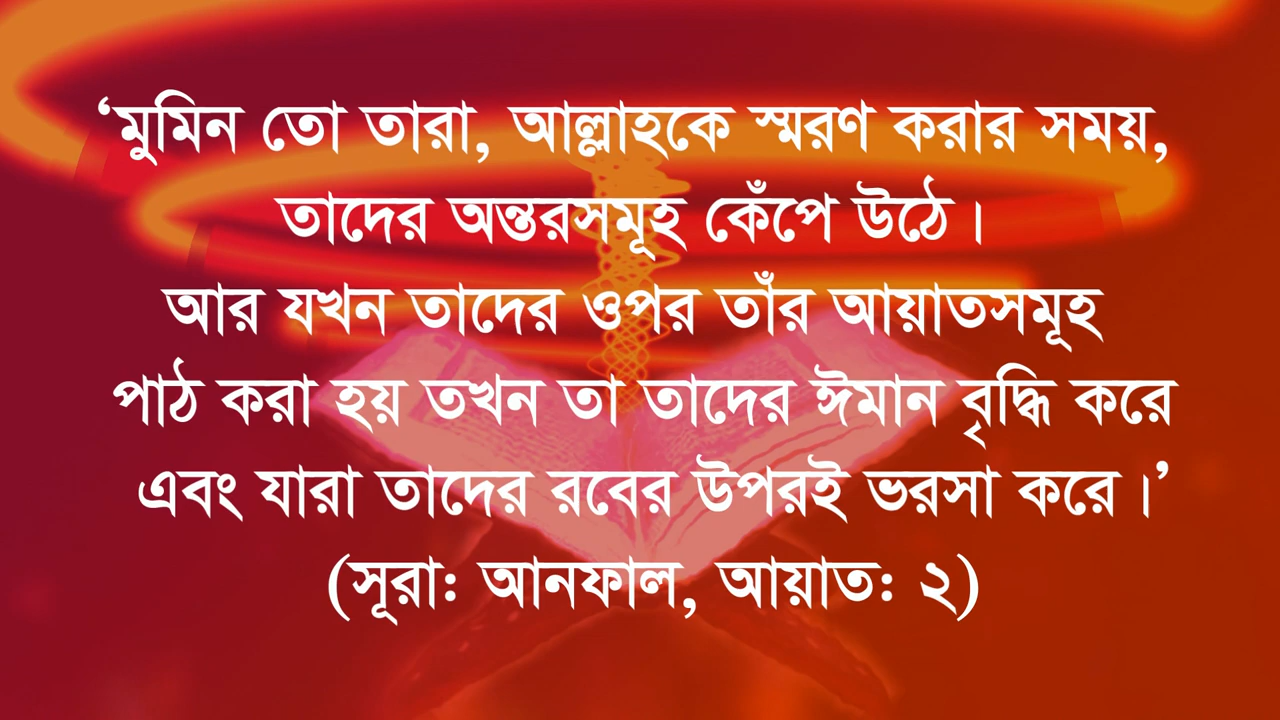 ‘মুমিন তো তারা, আল্লাহকে স্মরণ করার সময়,
তাদের অন্তরসমূহ কেঁপে উঠে।
আর যখন তাদের ওপর তাঁর আয়াতসমূহ
পাঠ করা হয় তখন তা তাদের ঈমান বৃদ্ধি করে
এবং যারা তাদের রবের উপরই ভরসা করে।’
(সূরা: আনফাল, আয়াত: ২)